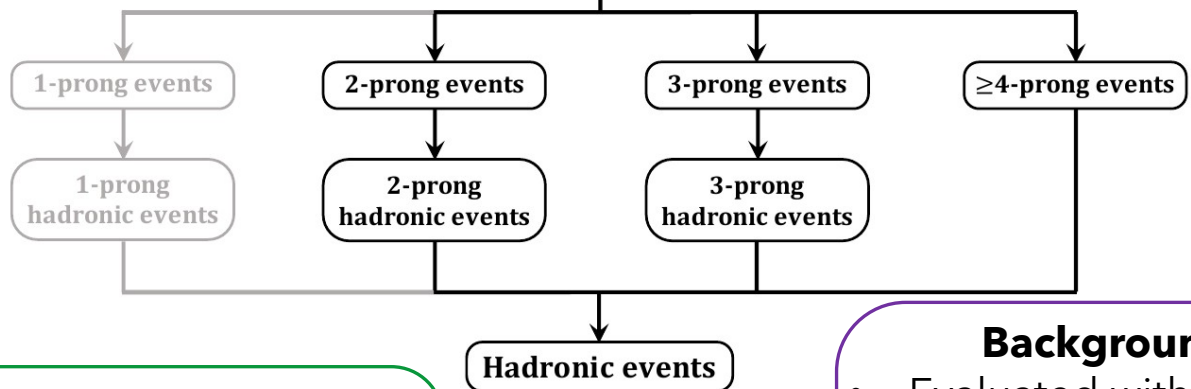 1-prong events
2-prong events
3-prong events
≥4-prong events
1-prong
hadronic events
2-prong
hadronic events
3-prong
hadronic events
Hadronic events
• Evaluated with